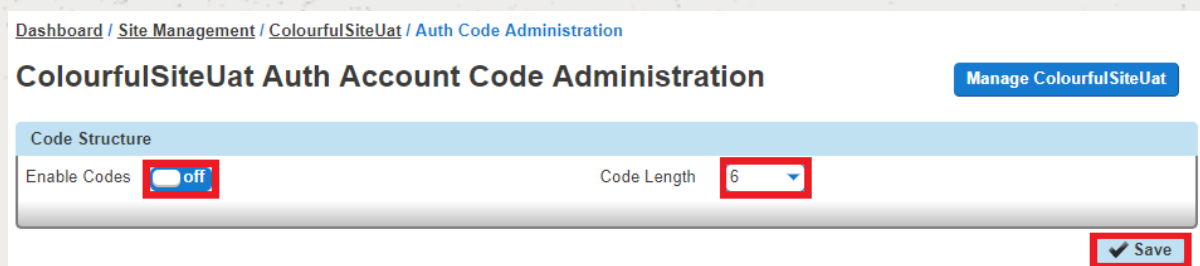 Dashboard / Site Management / ColourfulSiteUat / Auth Code Administration
ColourfulSiteUat Auth Account Code Administration
Manage ColourfulSiteUat
Code Structure
Enable Codes off Code Length 6
Save